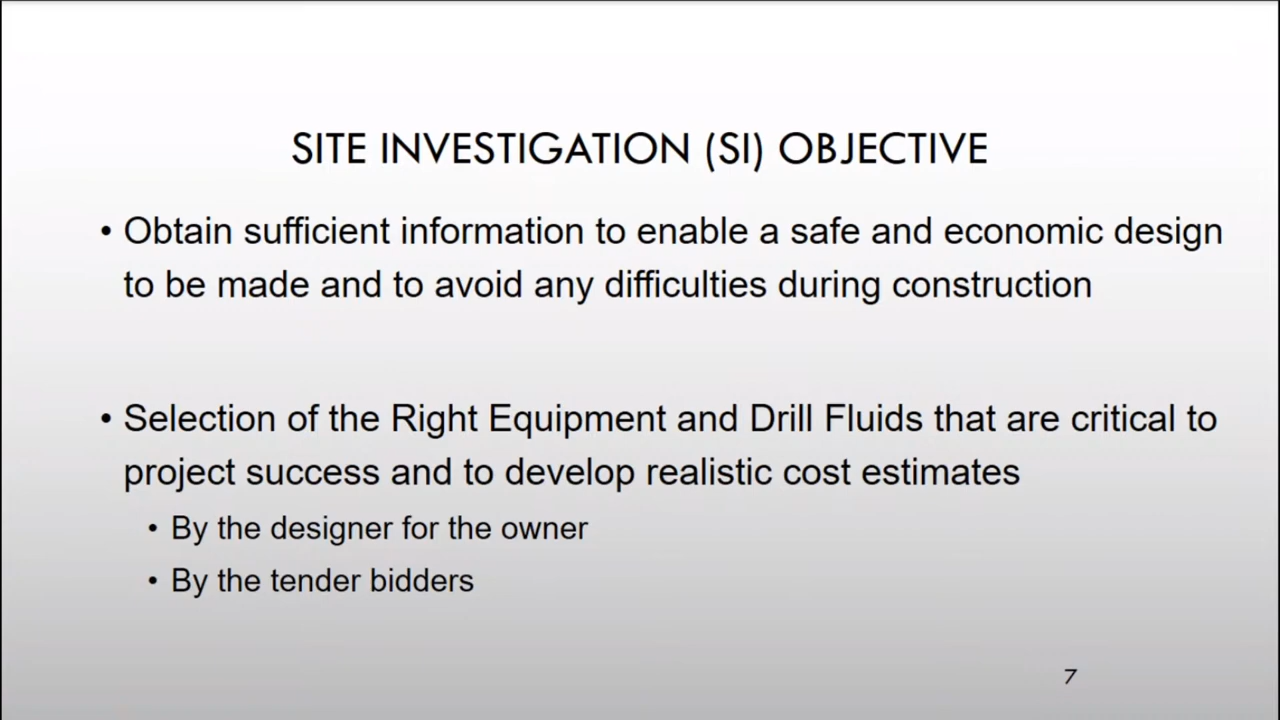 SITE INVESTIGATION (SI) OBJECTIVE
• Obtain sufficient information to enable a safe and economic design
to be made and to avoid any difficulties during construction
• Selection of the Right Equipment and Drill Fluids that are critical to
project success and to develop realistic cost estimates
• By the designer for the owner
• By the tender bidders
7